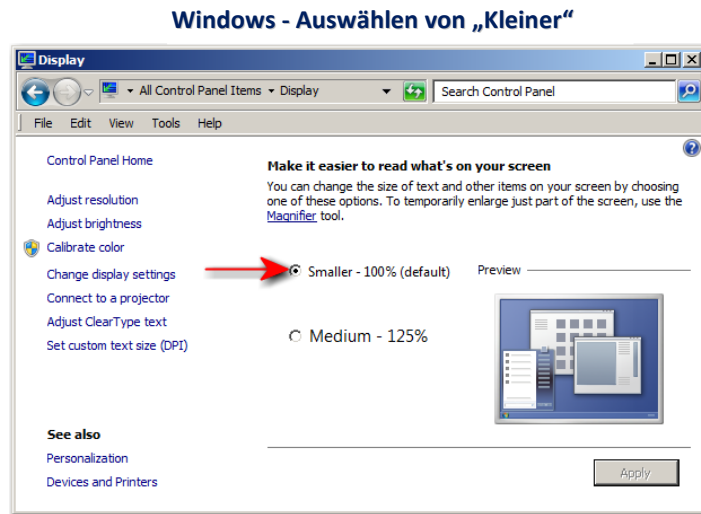 Windows - Auswählen von „Kleiner“
Display
All Control Panel Items Display
Search Control Panel
File Edit View Tools Help
Control Panel Home
Adjust resolution
Adjust brightness
Calibrate color
Change display settings
Connect to a projector
Adjust ClearType text
Set custom text size (DPI)
See also
Personalization
Devices and Printers
Make it easier to read what's on your screen
You can change the size of text and other items on your screen by choosing
one of these options. To temporarily enlarge just part of the screen, use the
Magnifier tool.
Smaller - 100% (default)
Preview
Medium - 125%
Apply